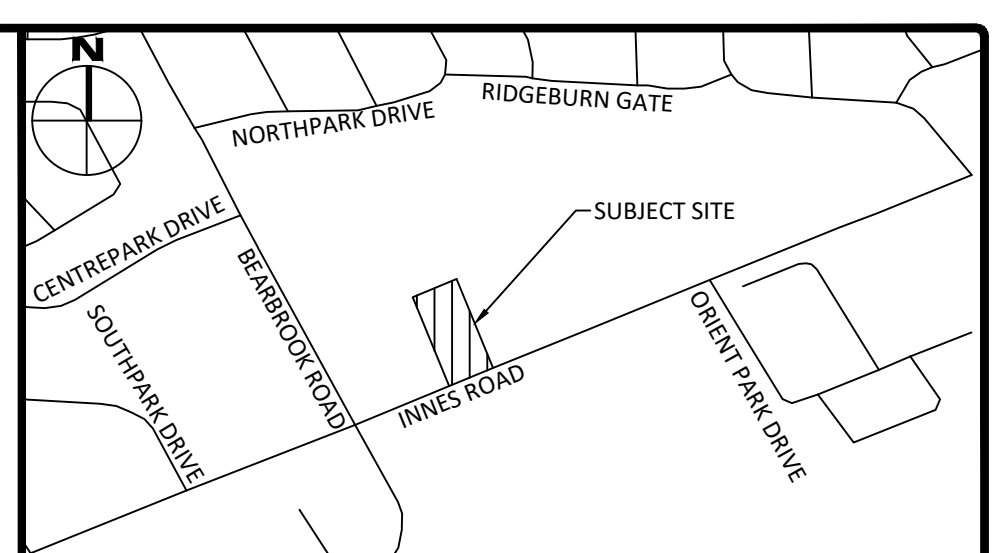 N
RIDGEBURN GATE
NORTHPARK DRIVE
SUBJECT SITE
CENTREPARK DRIVE
BEARBROOK ROAD
SOUTHPARK DRIVE
ORIENT PARK DRIVE
INNES ROAD